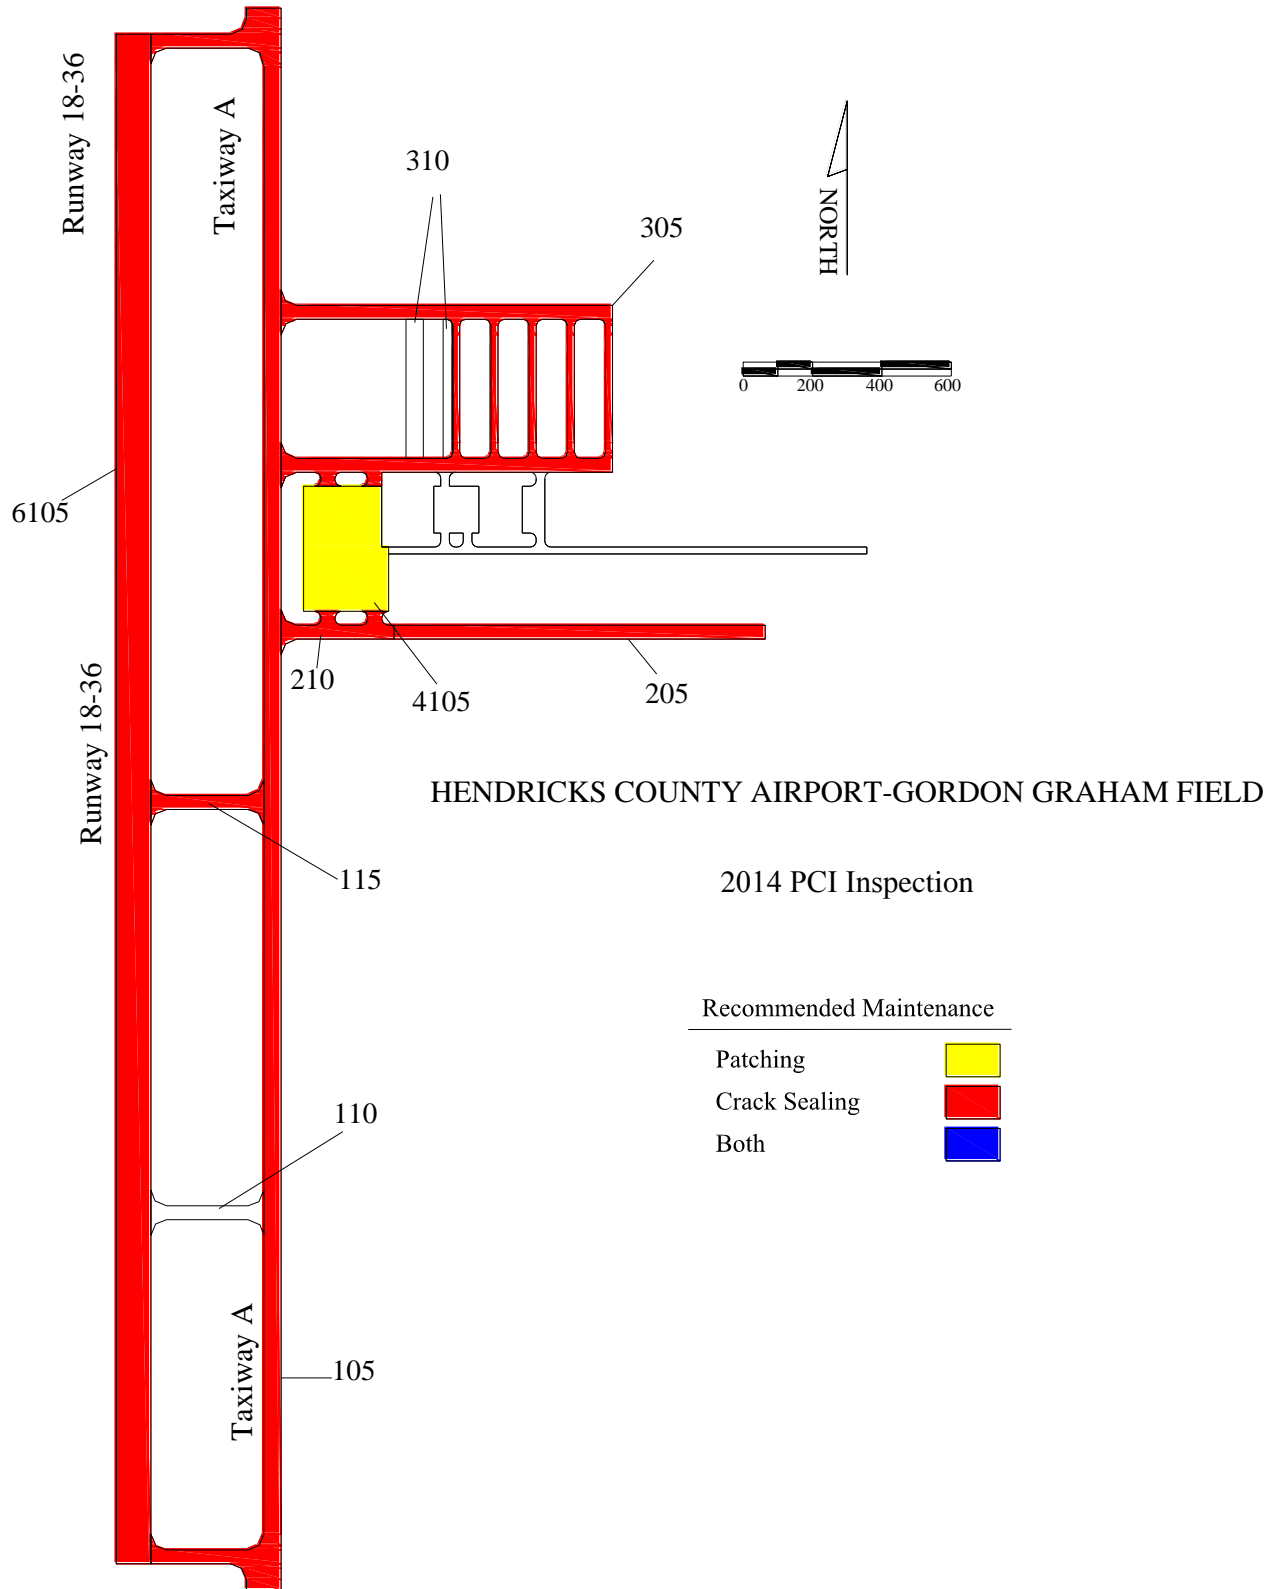 Runway 18-36
Taxiway A
310
305
NORTH
0 200 400 600
6105
210
4105
205
Runway 18-36
HENDRICKS COUNTY AIRPORT-GORDON GRAHAM FIELD
115
2014 PCI Inspection
Recommended Maintenance
Patching
Crack Sealing
Both
110
Taxiway A
105